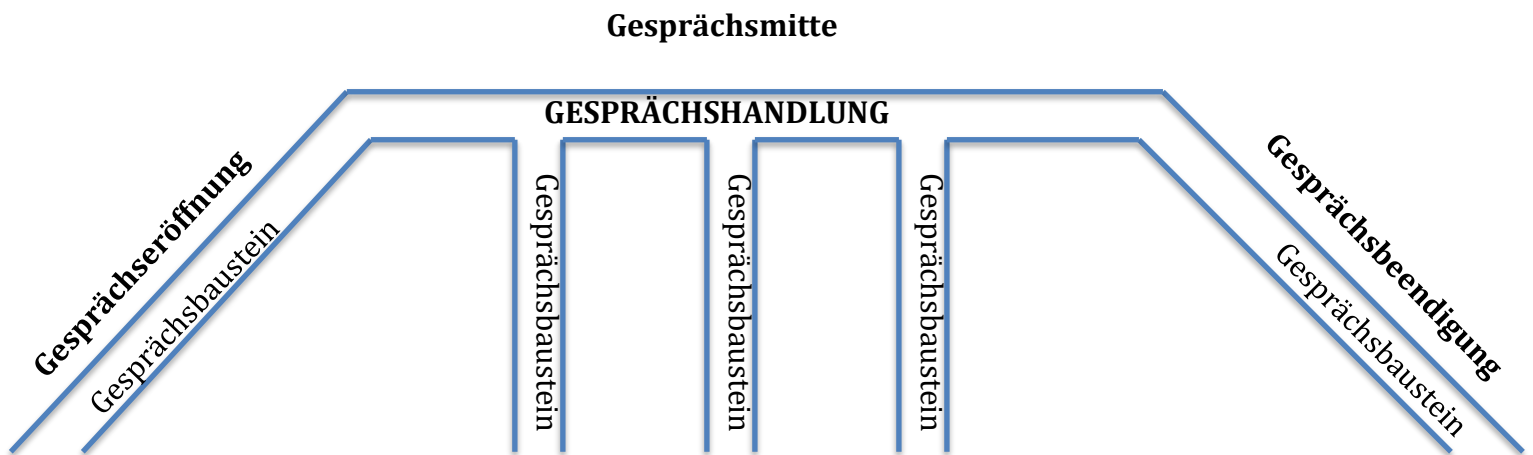 Gesprächsmitte
GESPRÄCHSHANDLUNG
Gesprächseröffnung
Gesprächsbaustein
Gesprächsbaustein
Gesprächsbaustein
Gesprächsbaustein
Gesprächsbeendigung
Gesprächsbaustein